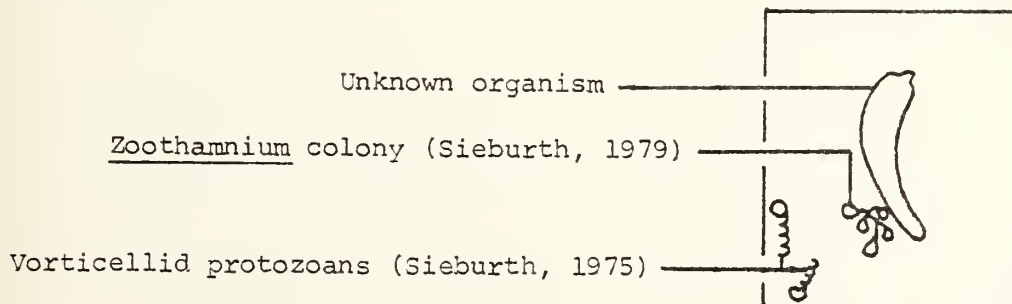 Unknown organism
Zoothamnium colony (Sieburth, 1979)
Vorticellid protozoans (Sieburth, 1975)